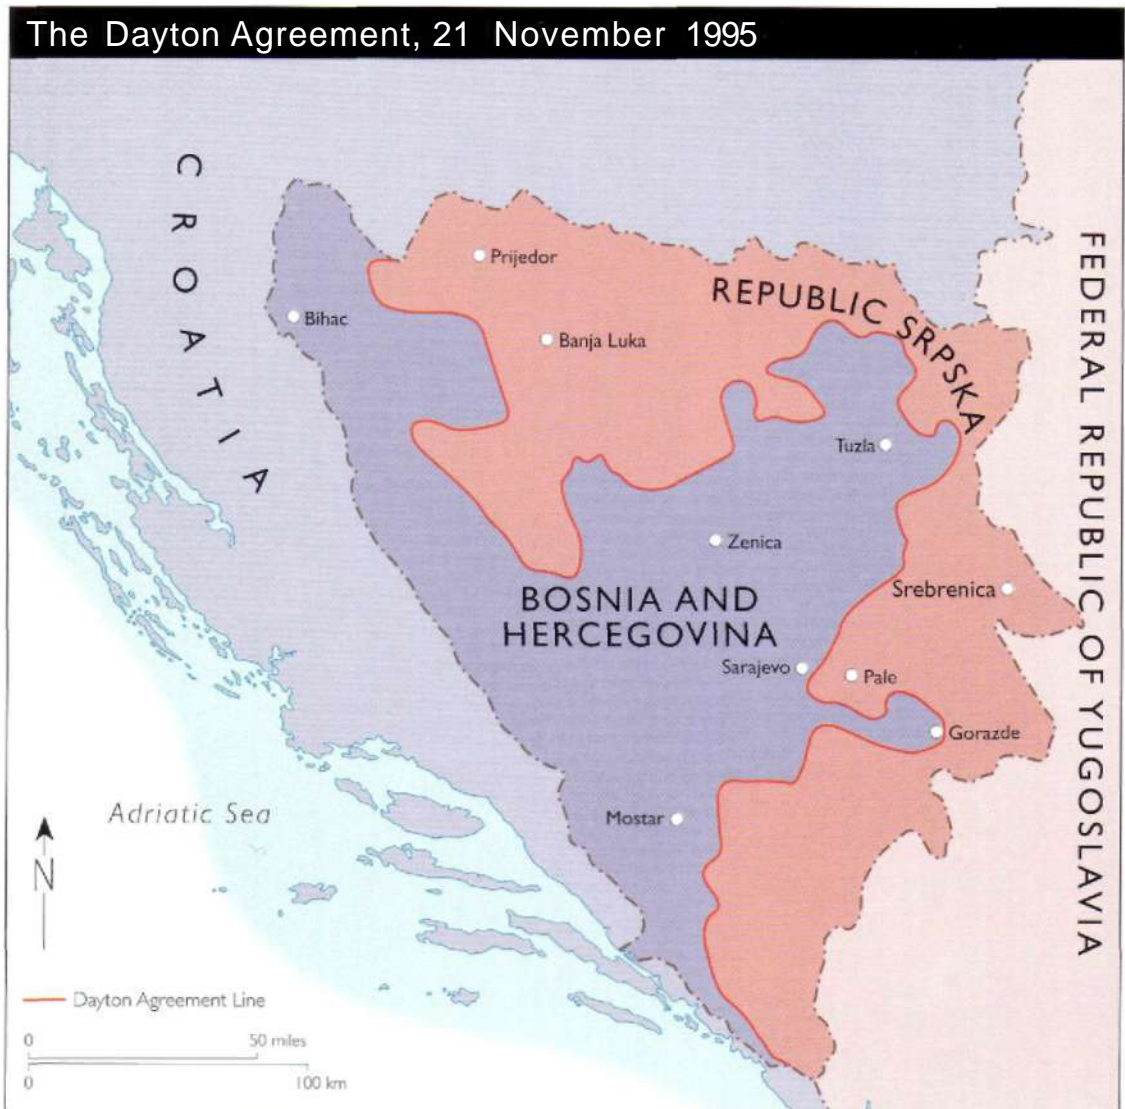 The Dayton Agreement, 21 November 1995
CROATIA
Prijedor
REPUBLIC SRPSKA
Bihac
Banja Luka
FEDERAL REPUBLIC OF YUGOSLAVIA
Tuzla
Zenica
Srebrenica
BOSNIA AND
HERCEGOVINA
Sarajevo
Pale
Gorazde
Adriatic Sea
Mostar
N
Dayton Agreement Line
0 50 miles
0 100 km